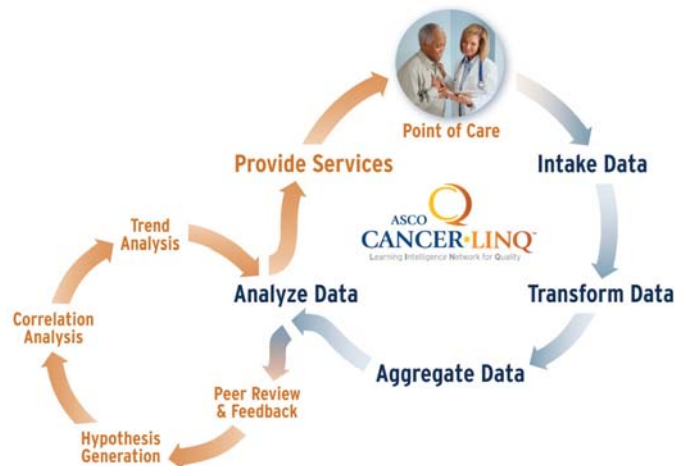 Point of Care
Provide Services
Intake Data
ASCO
CANCER•LINQ™
Learning Intelligence Network for Quality
Trend
Analysis
Analyze Data
Transform Data
Correlation
Analysis
Aggregate Data
Peer Review
& Feedback
Hypothesis
Generation